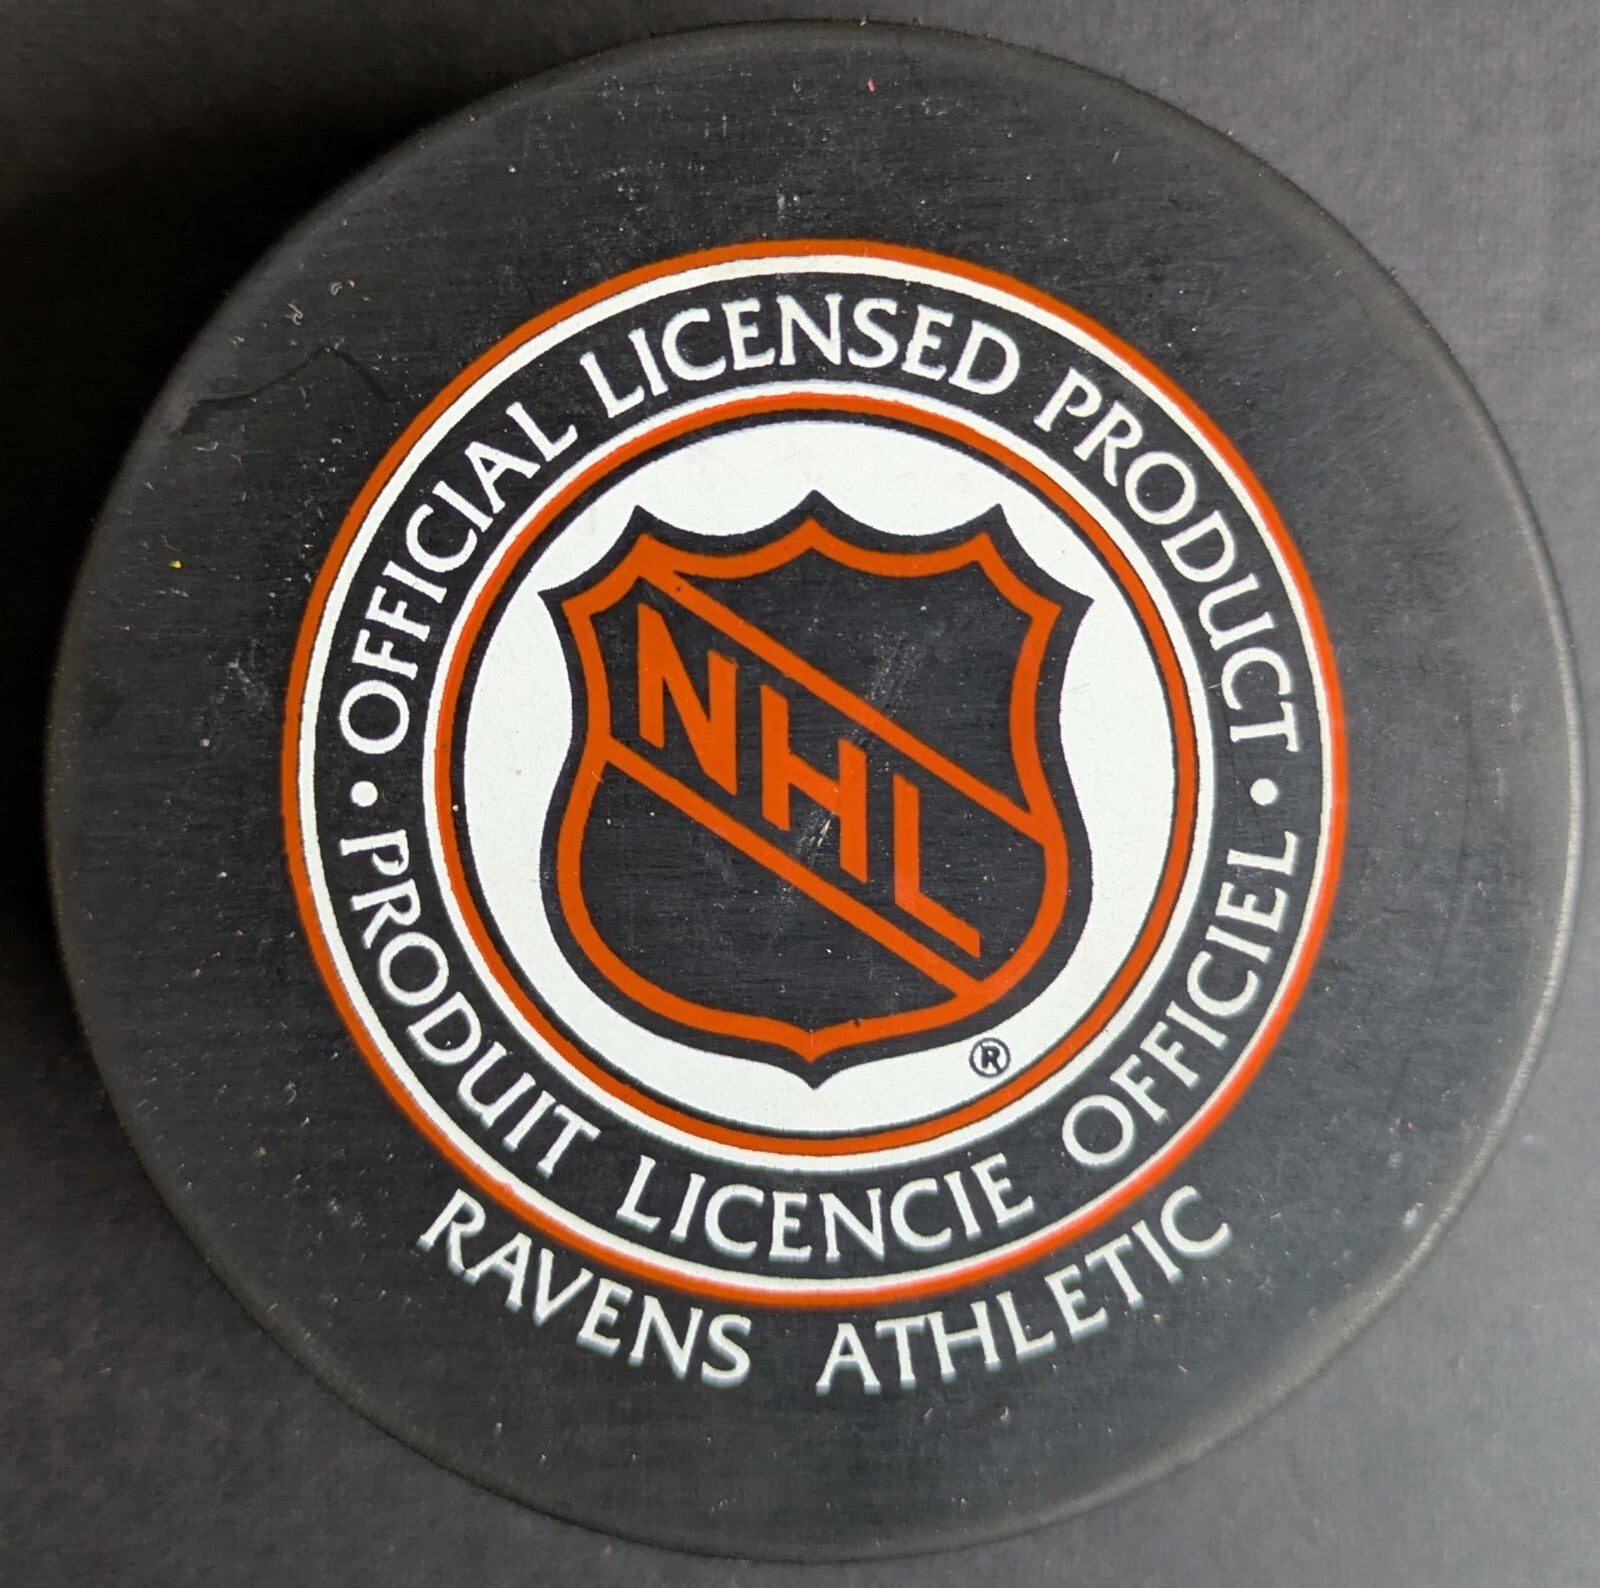 • OFFICIAL LICENSED PRODUCT •
NHL
®
PRODUIT LICENCIE OFFICIEL
RAVENS ATHLETIC